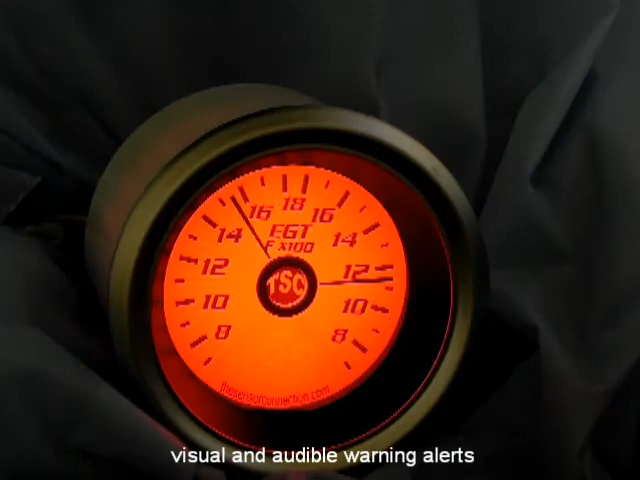 18
16 16
14 14
EGT
F X100
12 12
TSC
10 10
8 8
thesensorconnection.com
visual and audible warning alerts